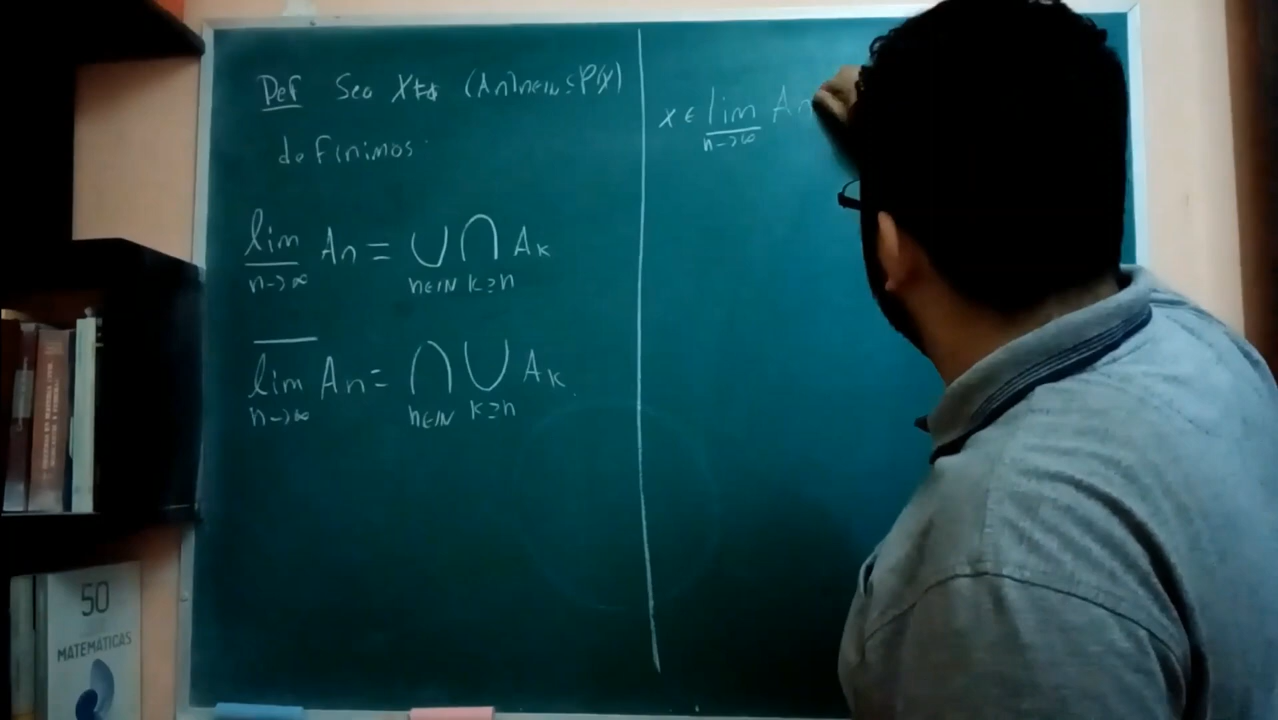 Def Sea X≠∅ (An)n∈IN ⊆ P(X)
definimos:
lim An = ∪ ∩ Ak
n→∞ n∈IN k≥n
lim An = ∩ ∪ Ak
n→∞ n∈IN k≥n
x ∈ lim An
n→∞
50
MATEMÁTICAS